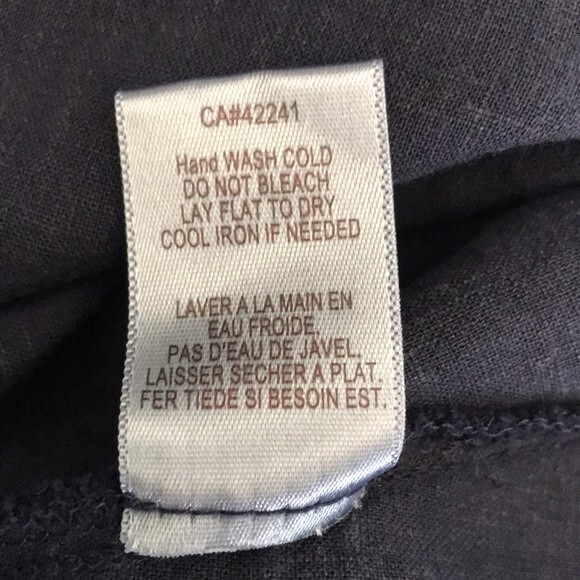 CA#42241
Hand WASH COLD
DO NOT BLEACH
LAY FLAT TO DRY
COOL IRON IF NEEDED
LAVER A LA MAIN EN
EAU FROIDE.
PAS D'EAU DE JAVEL.
LAISSER SECHER A PLAT.
FER TIEDE SI BESOIN EST.